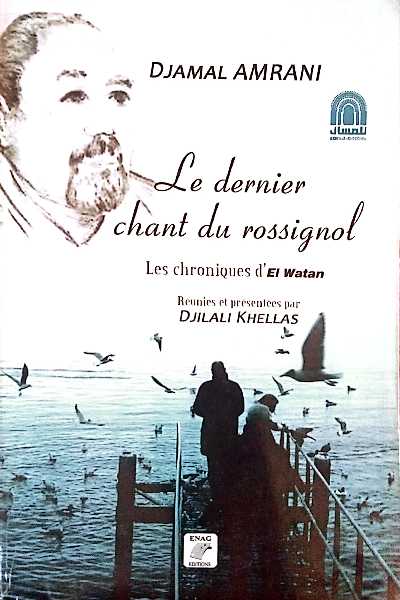 DJAMAL AMRANI
للمسال
Le dernier
chant du rossignol
Les chroniques d'El Watan
Réunies et présentées par
DJILALI KHELLAS
ENAG
EDITIONS